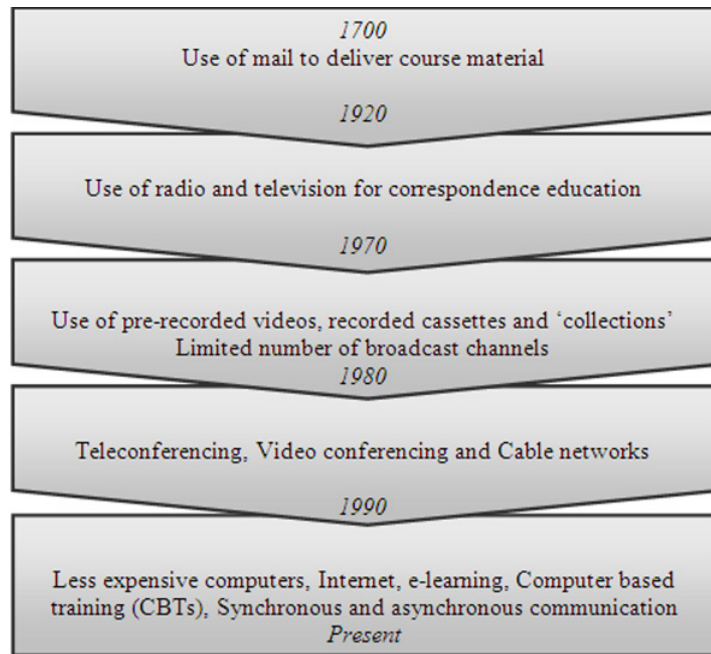 1700
Use of mail to deliver course material
1920
Use of radio and television for correspondence education
1970
Use of pre-recorded videos, recorded cassettes and ‘collections’
Limited number of broadcast channels
1980
Teleconferencing, Video conferencing and Cable networks
1990
Less expensive computers, Internet, e-learning, Computer based
training (CBTs), Synchronous and asynchronous communication
Present